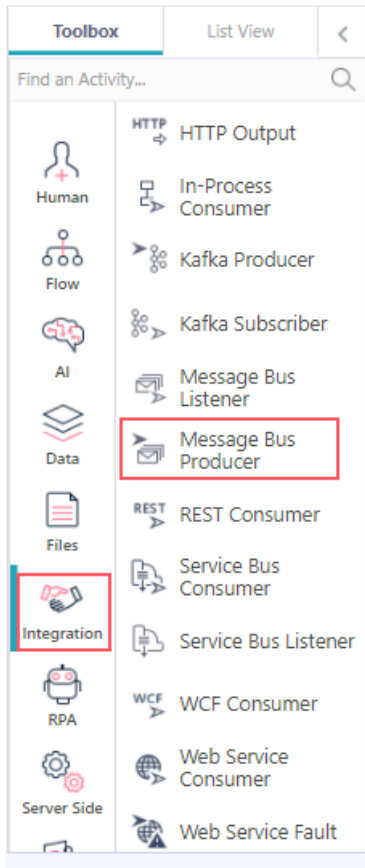 Toolbox
List View
Find an Activity...
Human
Flow
AI
Data
Files
Integration
RPA
Server Side
HTTP
HTTP Output
In-Process
Consumer
Kafka Producer
Kafka Subscriber
Message Bus
Listener
Message Bus
Producer
REST
REST Consumer
Service Bus
Consumer
Service Bus Listener
WCF
WCF Consumer
Web Service
Consumer
Web Service Fault